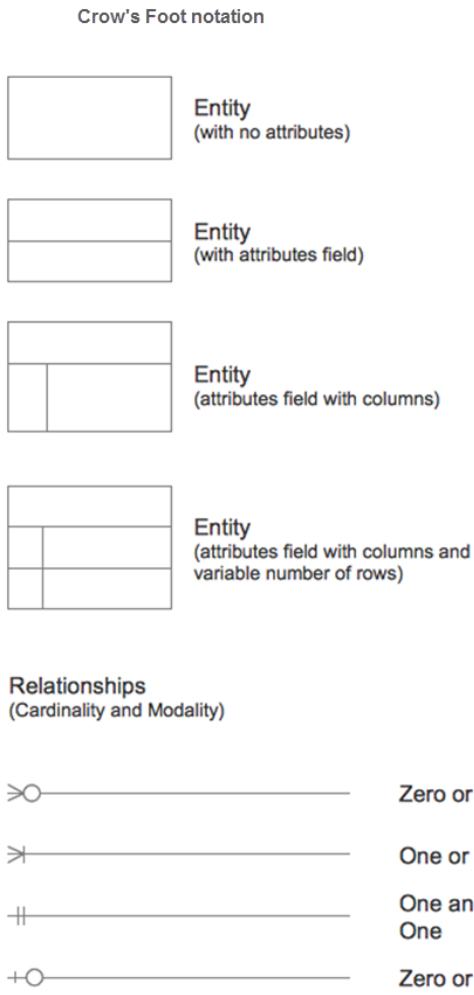 Crow's Foot notation
Entity
(with no attributes)
Entity
(with attributes field)
Entity
(attributes field with columns)
Entity
(attributes field with columns and
variable number of rows)
Relationships
(Cardinality and Modality)
Zero or
One or
One an
One
Zero or